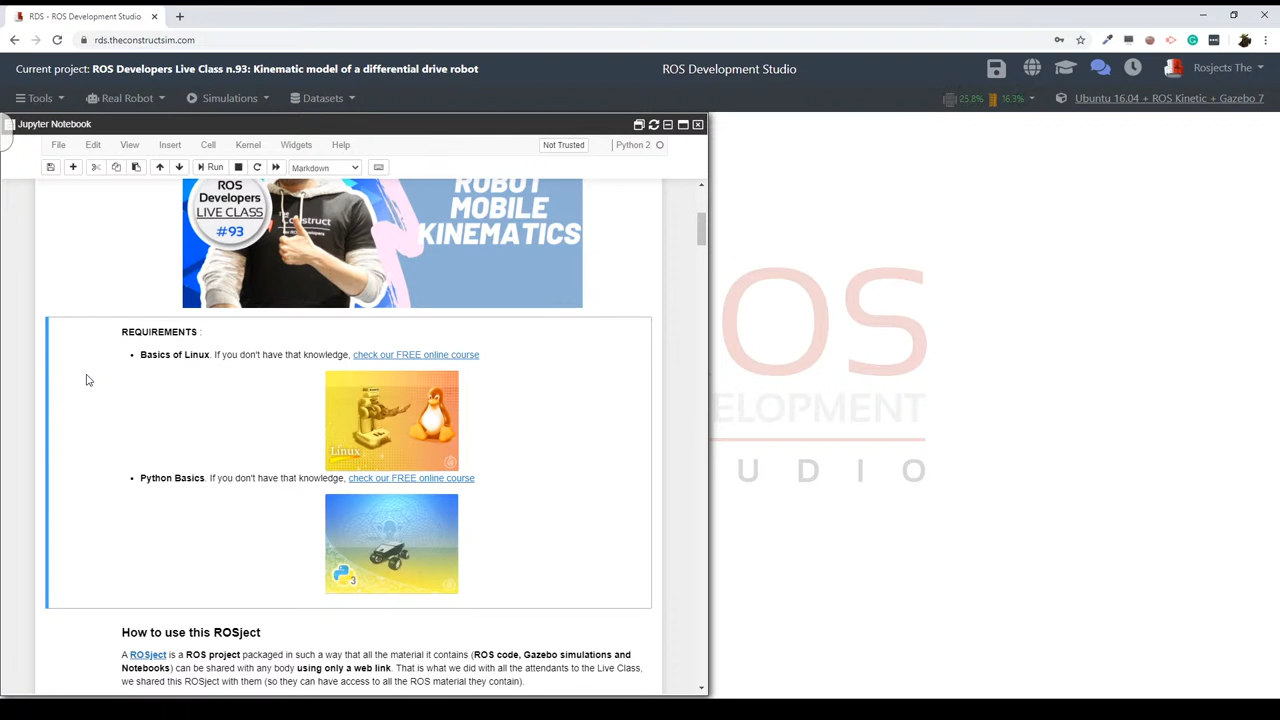 RDS - ROS Development Studio
rds.theconstructsim.com
Current project: ROS Developers Live Class n.93: Kinematic model of a differential drive robot
ROS Development Studio
Rosjects The
Tools
Real Robot
Simulations
Datasets
25.8%
16.3%
Ubuntu 16.04 + ROS Kinetic + Gazebo 7
Jupyter Notebook
File Edit View Insert Cell Kernel Widgets Help
Not Trusted
Python 2
Run
Markdown
ROS
Developers
LIVE CLASS
#93
ROBOT
MOBILE
KINEMATICS
REQUIREMENTS :
Basics of Linux. If you don't have that knowledge, check our FREE online course
Linux
Python Basics. If you don't have that knowledge, check our FREE online course
3
How to use this ROSject
A ROSject is a ROS project packaged in such a way that all the material it contains (ROS code, Gazebo simulations and
Notebooks) can be shared with any body using only a web link. That is what we did with all the attendants to the Live Class,
we shared this ROSject with them (so they can have access to all the ROS material they contain).
OS
ELOPMENT
UDIO